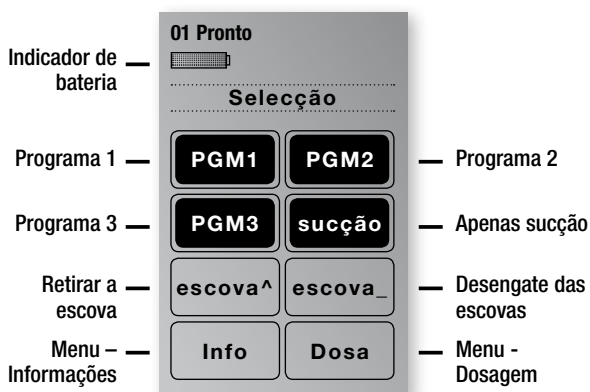 01 Pronto
Indicador de
bateria
Selecção
Programa 1
PGM1
PGM2
Programa 2
Programa 3
PGM3
sucção
Apenas sucção
Retirar a
escova
escova^
escova_
Desengate das
escovas
Menu –
Informações
Info
Dosa
Menu -
Dosagem